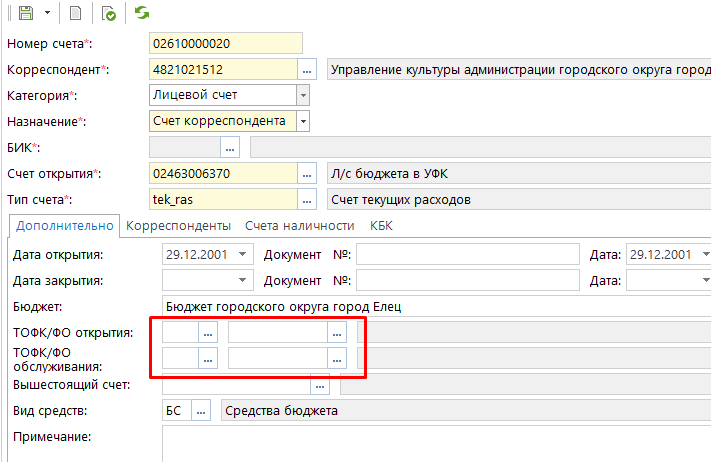 Номер счета*: 02610000020
Корреспондент*: 4821021512 ... Управление культуры администрации городского округа город
Категория*: Лицевой счет
Назначение*: Счет корреспондента
БИК*: ...
Счет открытия*: 02463006370 ... Л/с бюджета в УФК
Тип счета*: tek_ras ... Счет текущих расходов
Дополнительно Корреспонденты Счета наличности КБК
Дата открытия: 29.12.2001 Документ №: Дата: 29.12.2001
Дата закрытия: Документ №: Дата:
Бюджет: Бюджет городского округа город Елец
ТОФК/ФО открытия: ... ...
ТОФК/ФО
обслуживания: ... ...
Вышестоящий счет: ...
Вид средств: БС ... Средства бюджета
Примечание: